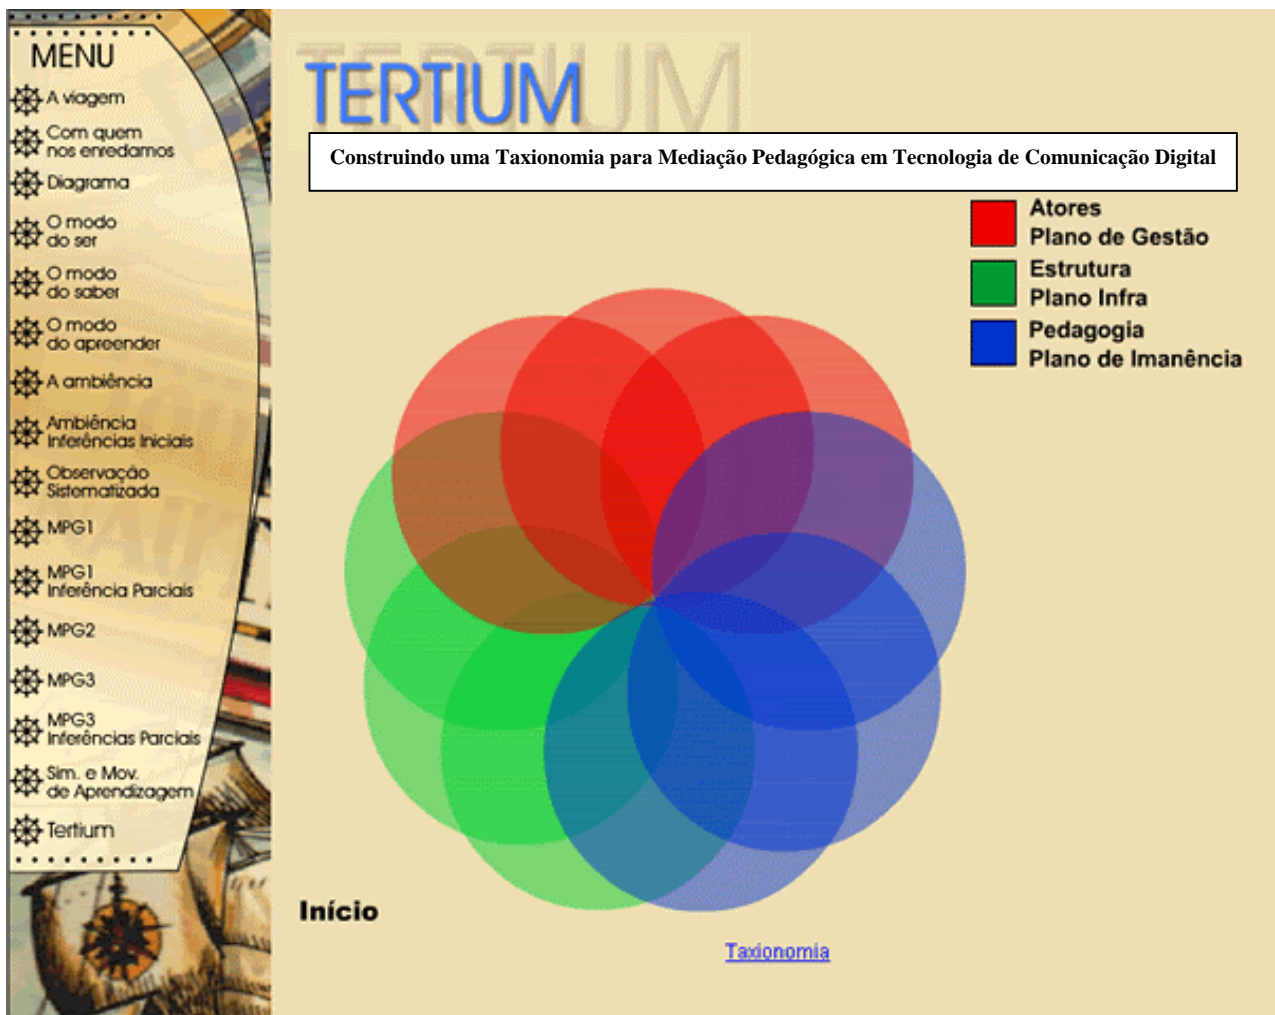 MENU
A viagem
Com quem
nos enredamos
Diagrama
O modo
do ser
O modo
do saber
O modo
do apreender
A ambiência
Ambiência
Inferências Iniciais
Observação
Sistematizada
MPG1
MPG1
Inferência Parciais
MPG2
MPG3
MPG3
Inferências Parciais
Sim. e Mov.
de Aprendizagem
Tertium
TERTIUM
TERTIUM
Construindo uma Taxionomia para Mediação Pedagógica em Tecnologia de Comunicação Digital
Atores
Plano de Gestão
Estrutura
Plano Infra
Pedagogia
Plano de Imanência
Início
Taxionomia